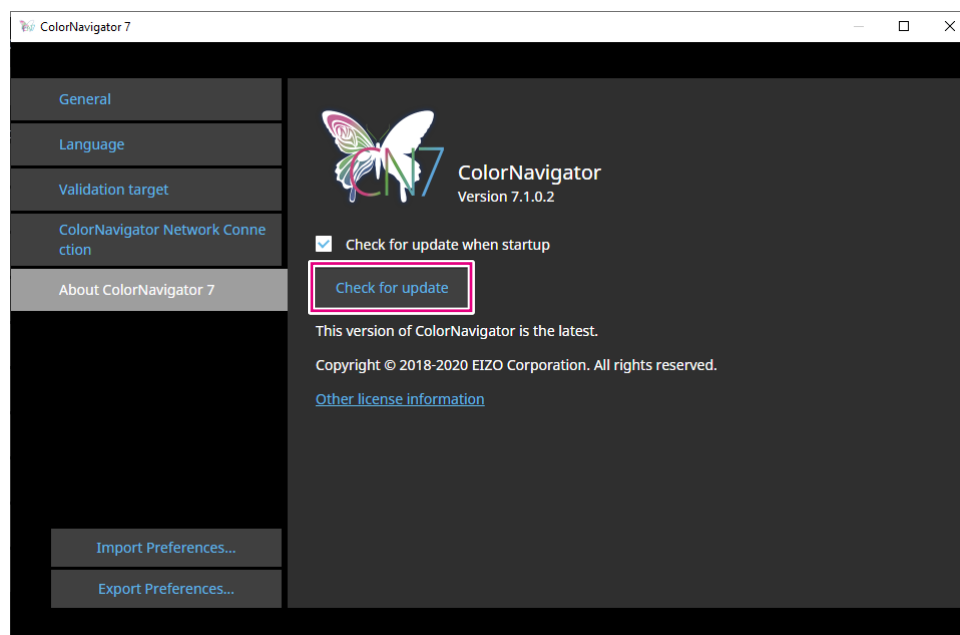 ColorNavigator 7
General
Language
Validation target
ColorNavigator Network Conne
ction
About ColorNavigator 7
Import Preferences...
Export Preferences...
CN7
ColorNavigator
Version 7.1.0.2
Check for update when startup
Check for update
This version of ColorNavigator is the latest.
Copyright © 2018-2020 EIZO Corporation. All rights reserved.
Other license information